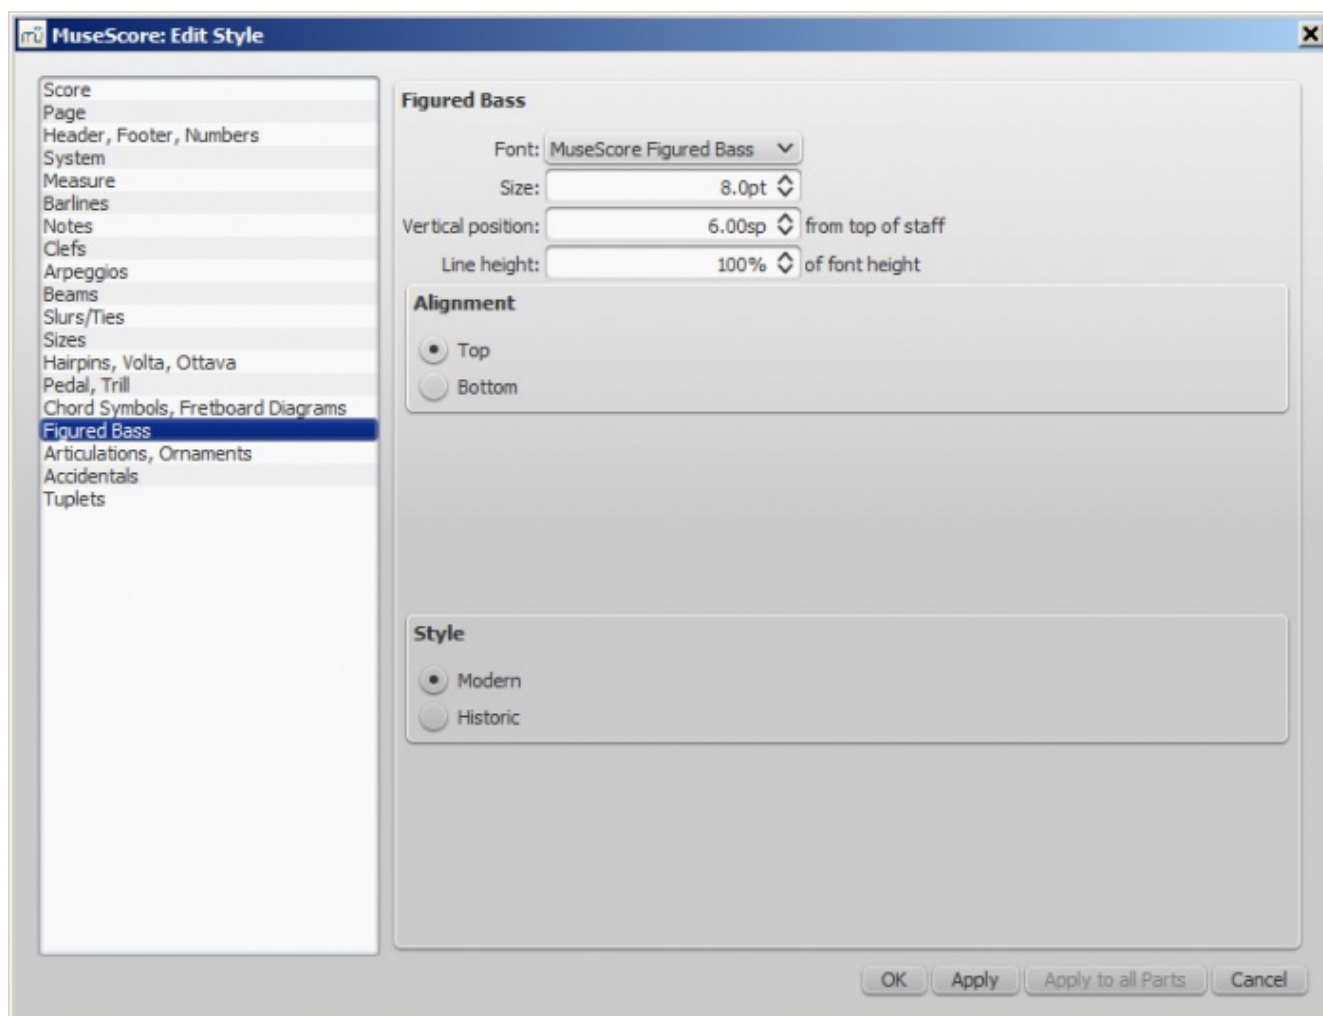 mü MuseScore: Edit Style
Score
Page
Header, Footer, Numbers
System
Measure
Barlines
Notes
Clefs
Arpeggios
Beams
Slurs/Ties
Sizes
Hairpins, Volta, Ottava
Pedal, Trill
Chord Symbols, Fretboard Diagrams
Figured Bass
Articulations, Ornaments
Accidentals
Tuplets
Figured Bass
Font: MuseScore Figured Bass
Size: 8.0pt
Vertical position: 6.00sp from top of staff
Line height: 100% of font height
Alignment
Top
Bottom
Style
Modern
Historic
OK Apply Apply to all Parts Cancel